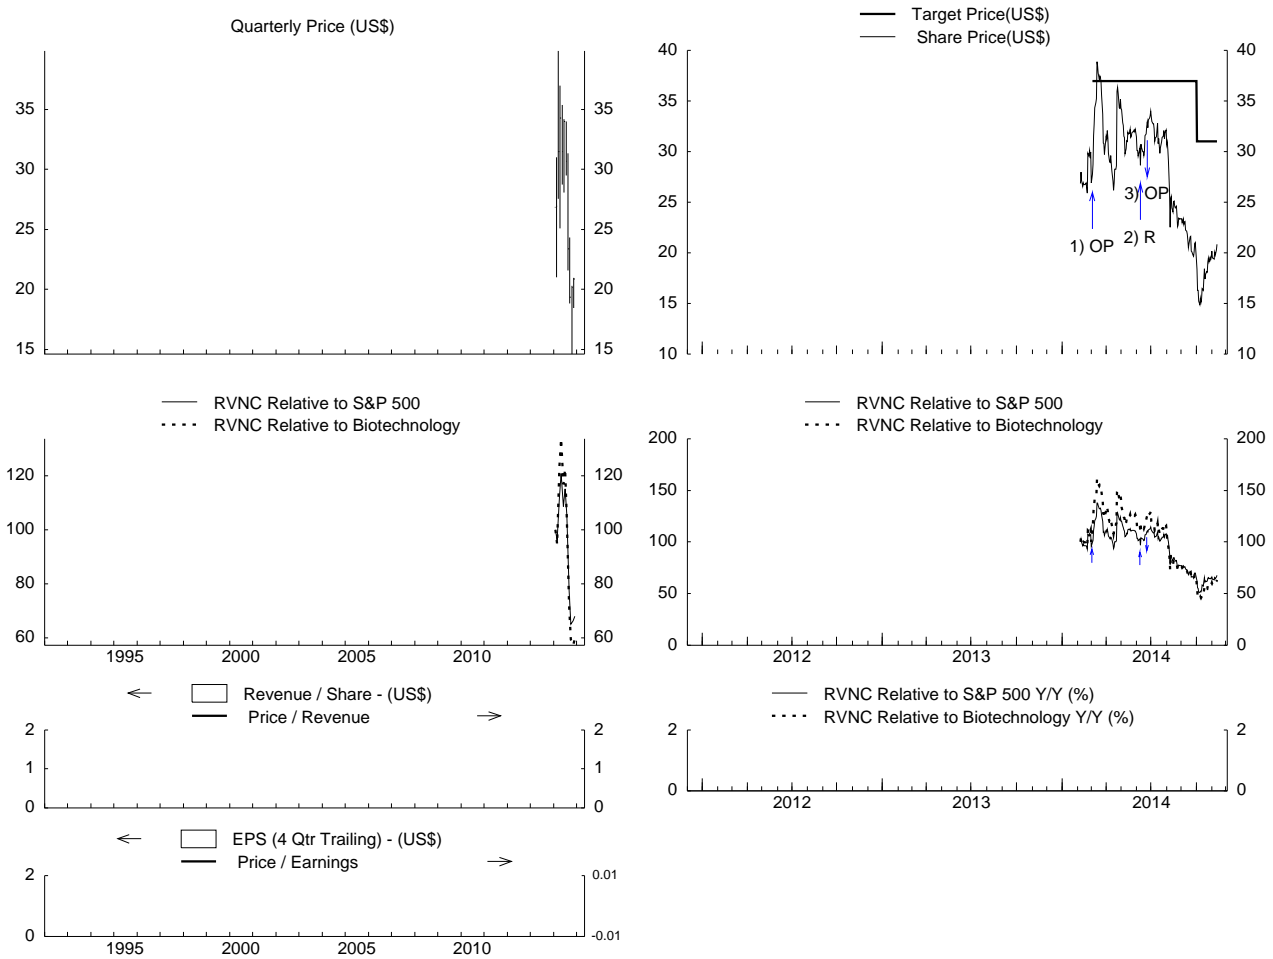 Quarterly Price (US$)
35 35
30 30
25 25
20 20
15 15
Target Price(US$)
Share Price(US$)
40 40
35 35
30 30
25 25
20 20
15 15
10 10
3) OP
2) R
1) OP
RVNC Relative to S&P 500
RVNC Relative to Biotechnology
120 120
100 100
80 80
60 60
1995 2000 2005 2010
RVNC Relative to S&P 500
RVNC Relative to Biotechnology
200 200
150 150
100 100
50 50
0 0
2012 2013 2014
Revenue / Share - (US$)
Price / Revenue
2 2
1 1
0 0
RVNC Relative to S&P 500 Y/Y (%)
RVNC Relative to Biotechnology Y/Y (%)
2 2
0 0
2012 2013 2014
EPS (4 Qtr Trailing) - (US$)
Price / Earnings
2 0.01
0 -0.01
1995 2000 2005 2010